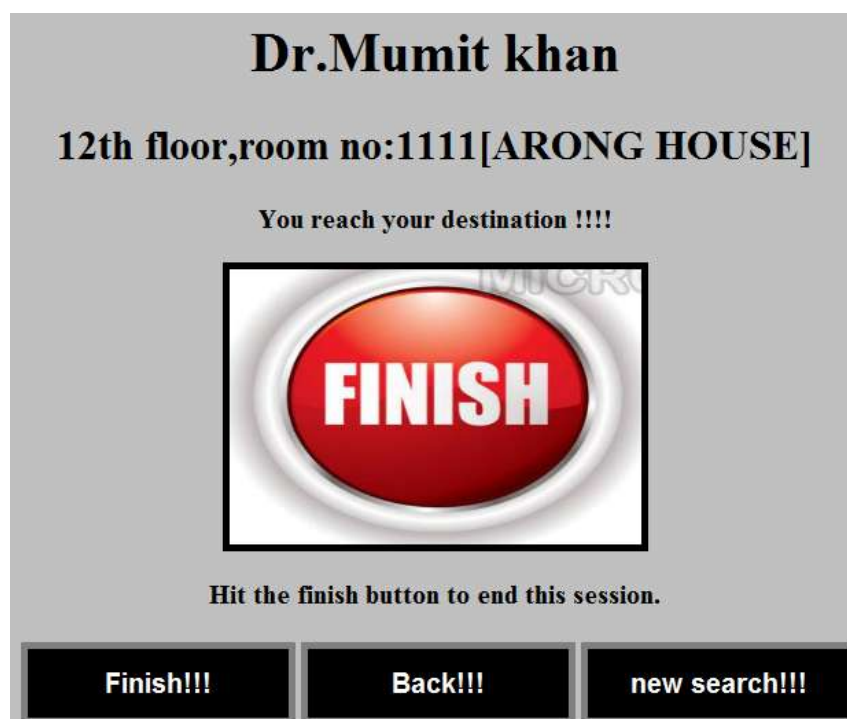 Dr.Mumit khan
12th floor,room no:1111[ARONG HOUSE]
You reach your destination !!!!
FINISH
Hit the finish button to end this session.
Finish!!! Back!!! new search!!!